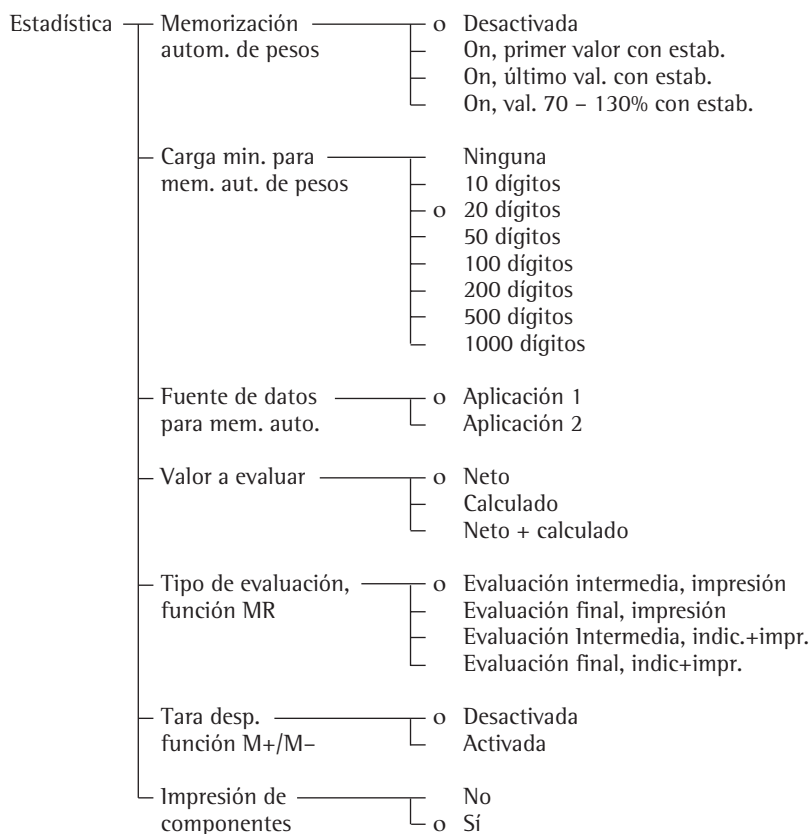 Estadística Memorización o Desactivada
autom. de pesos On, primer valor con estab.
On, último val. con estab.
On, val. 70 – 130% con estab.
Carga min. para Ninguna
mem. aut. de pesos 10 dígitos
o 20 dígitos
50 dígitos
100 dígitos
200 dígitos
500 dígitos
1000 dígitos
Fuente de datos o Aplicación 1
para mem. auto. Aplicación 2
Valor a evaluar o Neto
Calculado
Neto + calculado
Tipo de evaluación, o Evaluación intermedia, impresión
función MR Evaluación final, impresión
Evaluación Intermedia, indic.+impr.
Evaluación final, indic+impr.
Tara desp. o Desactivada
función M+/M– Activada
Impresión de No
componentes o Sí